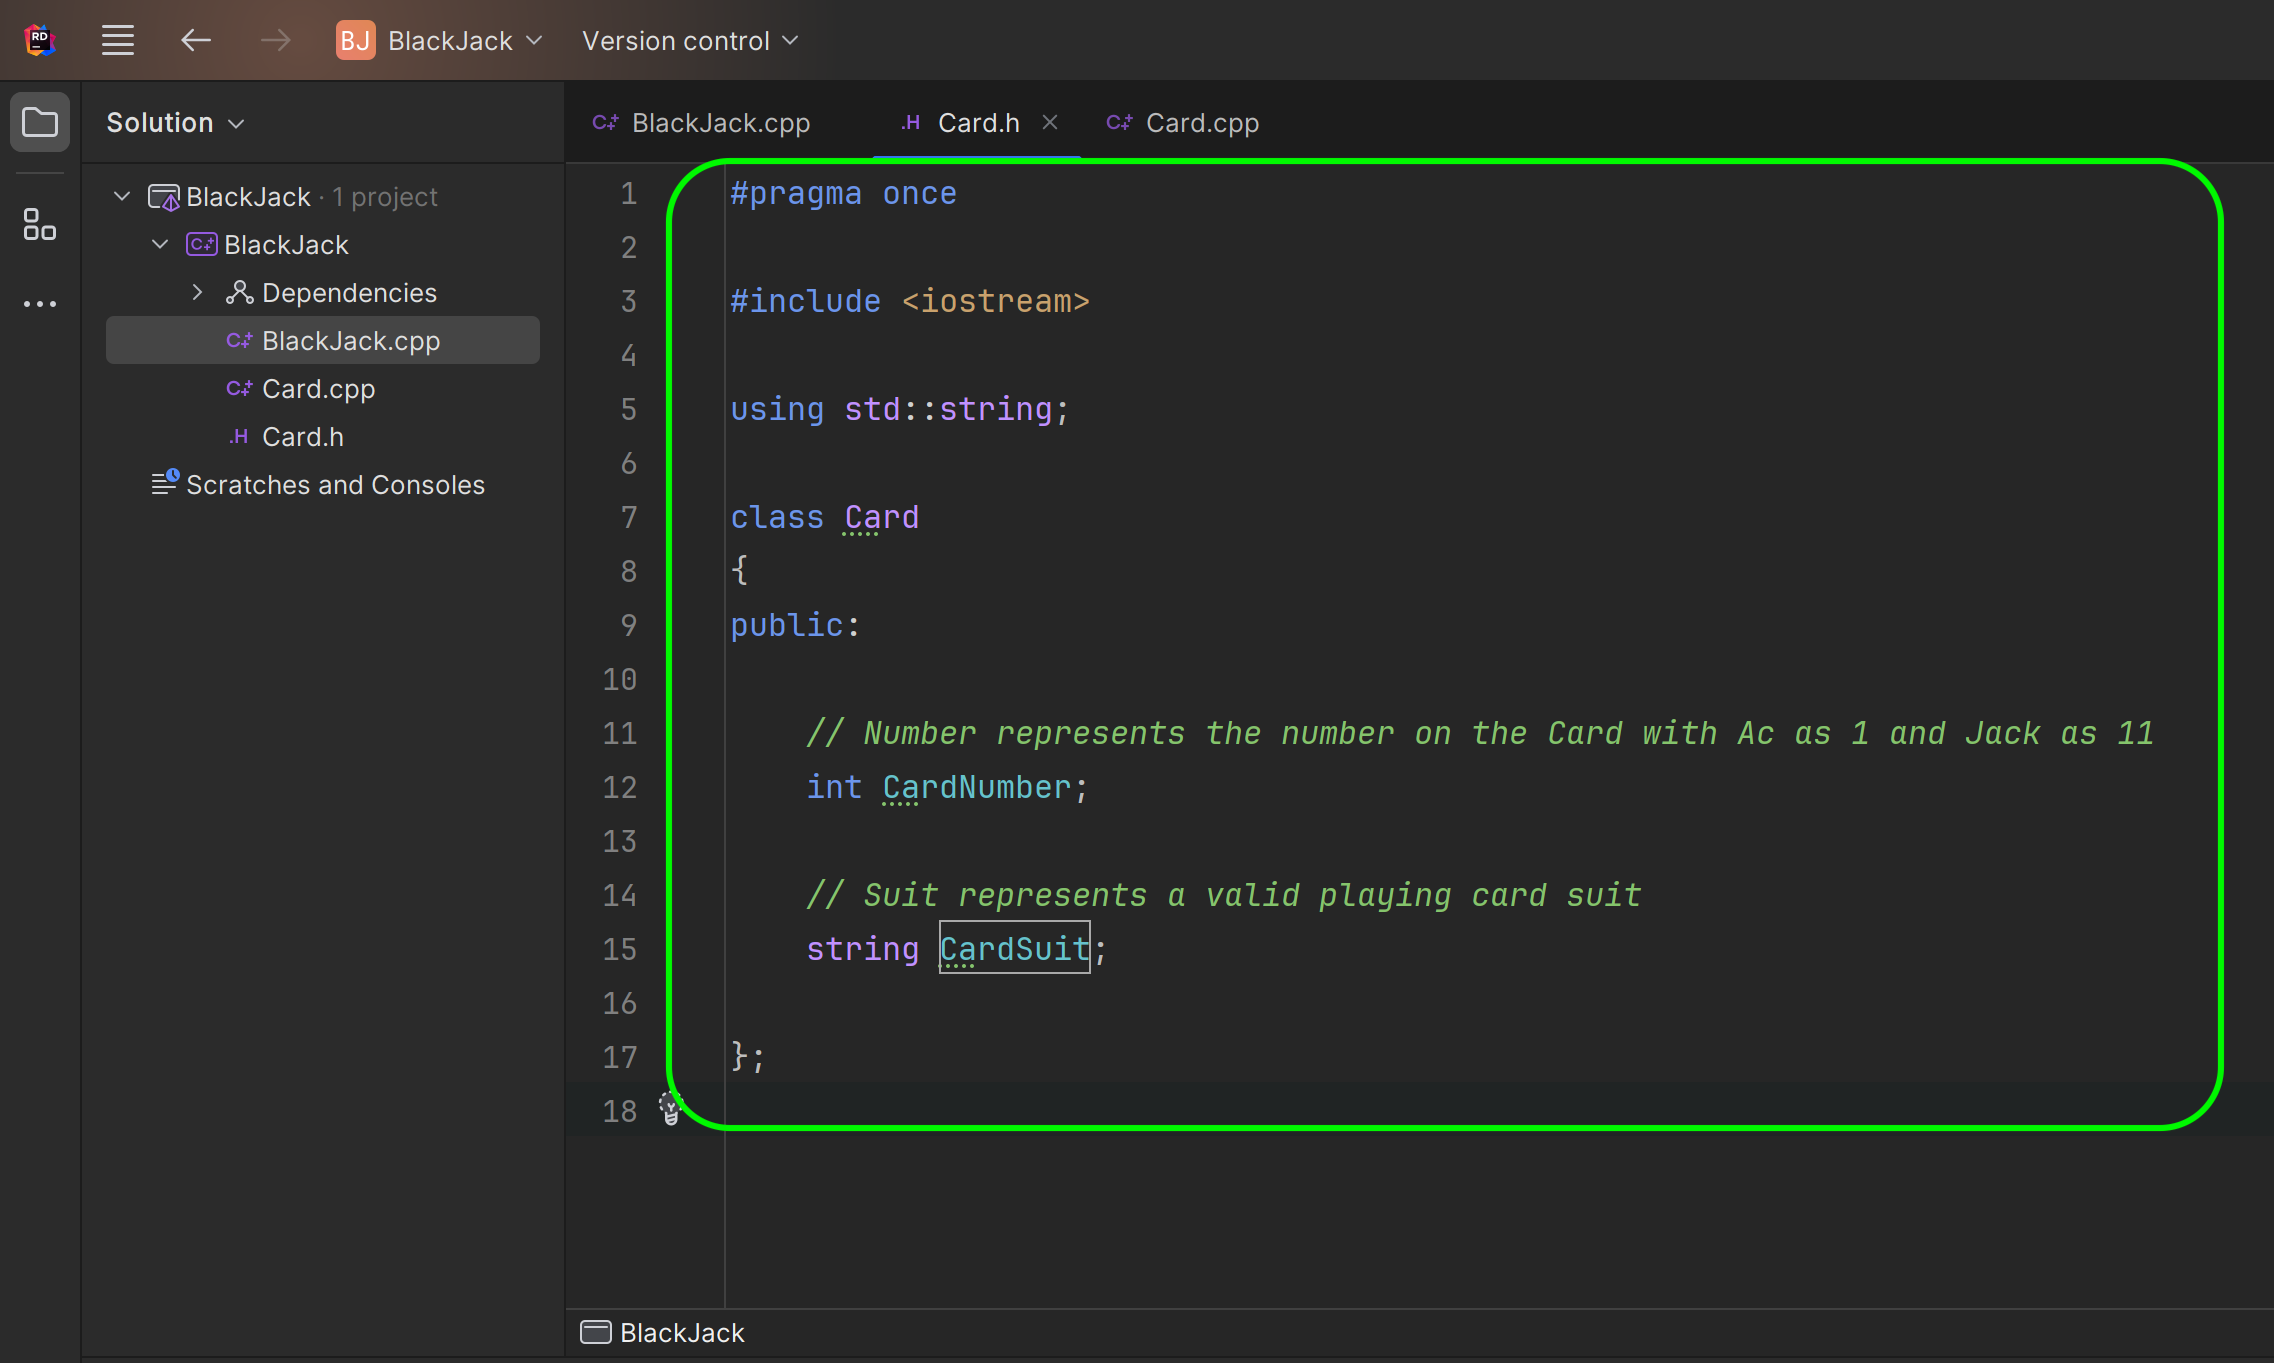 RD
BJ BlackJack Version control
Solution
BlackJack · 1 project
BlackJack
Dependencies
C++ BlackJack.cpp
C++ Card.cpp
.H Card.h
Scratches and Consoles
C++ BlackJack.cpp .H Card.h C++ Card.cpp
1 #pragma once
2
3 #include <iostream>
4
5 using std::string;
6
7 class Card
8 {
9 public:
10
11 // Number represents the number on the Card with Ac as 1 and Jack as 11
12 int CardNumber;
13
14 // Suit represents a valid playing card suit
15 string CardSuit;
16
17 };
18
BlackJack